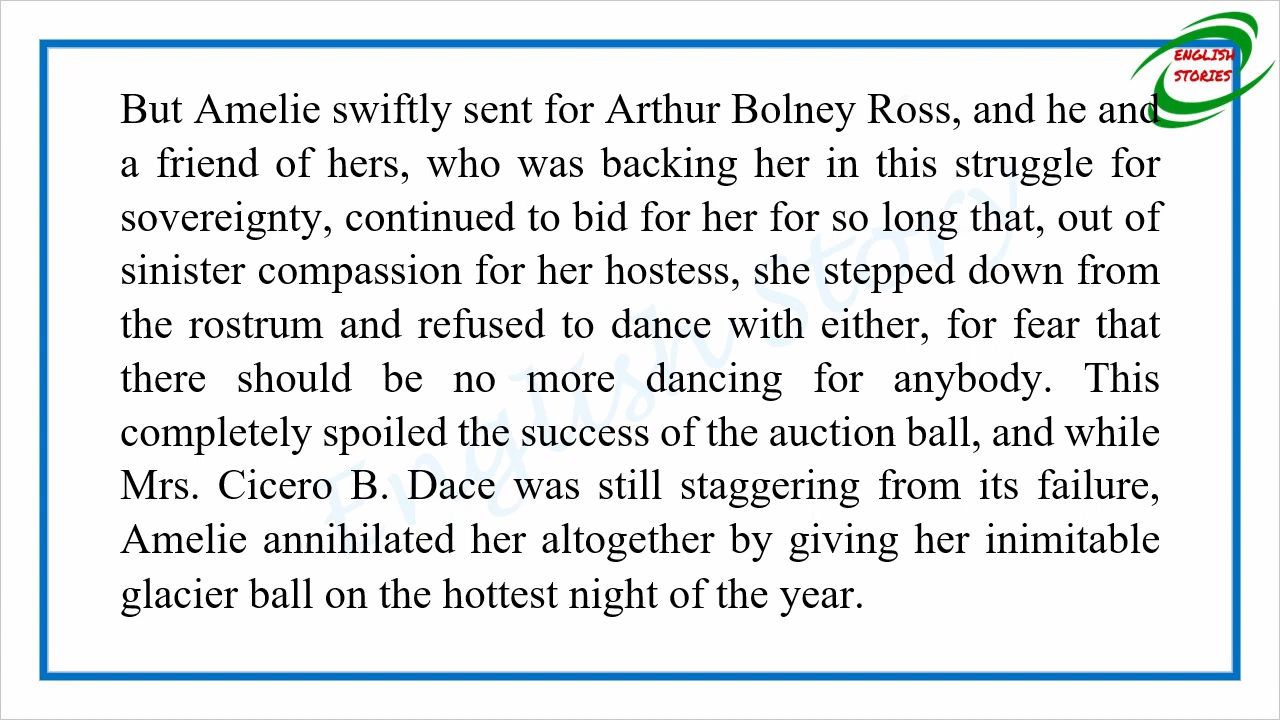 ENGLISH
STORIES
But Amelie swiftly sent for Arthur Bolney Ross, and he and
a friend of hers, who was backing her in this struggle for
sovereignty, continued to bid for her for so long that, out of
sinister compassion for her hostess, she stepped down from
the rostrum and refused to dance with either, for fear that
there should be no more dancing for anybody. This
completely spoiled the success of the auction ball, and while
Mrs. Cicero B. Dace was still staggering from its failure,
Amelie annihilated her altogether by giving her inimitable
glacier ball on the hottest night of the year.
English story